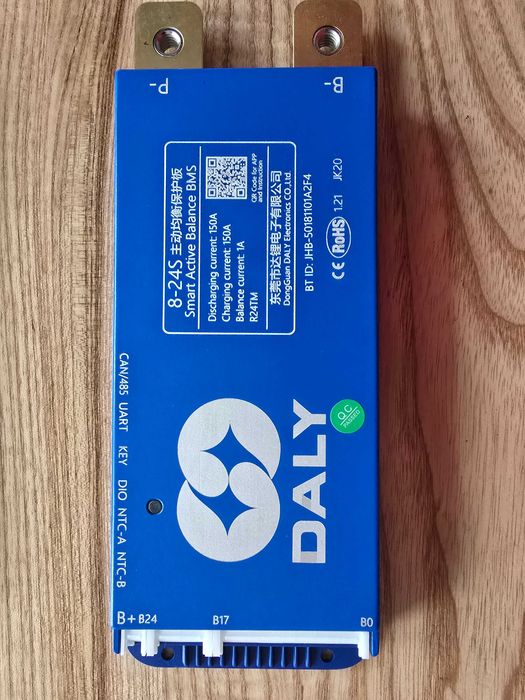 P-
B-
8-24S 主动均衡保护板
Smart Active Balance BMS
Discharging current: 150A
Charging current: 150A
Balance current: 1A
R24TM
QR Code for APP
and Instruction
东莞市达锂电子有限公司
DongGuan DALY Electronics CO.,Ltd.
BT ID: JHB-50181101A2F4
CE RoHS 1.21 JK20
CAN/485 UART KEY DIO NTC-A NTC-B
QC
PASSED
DALY
B+ B24 B17 B0